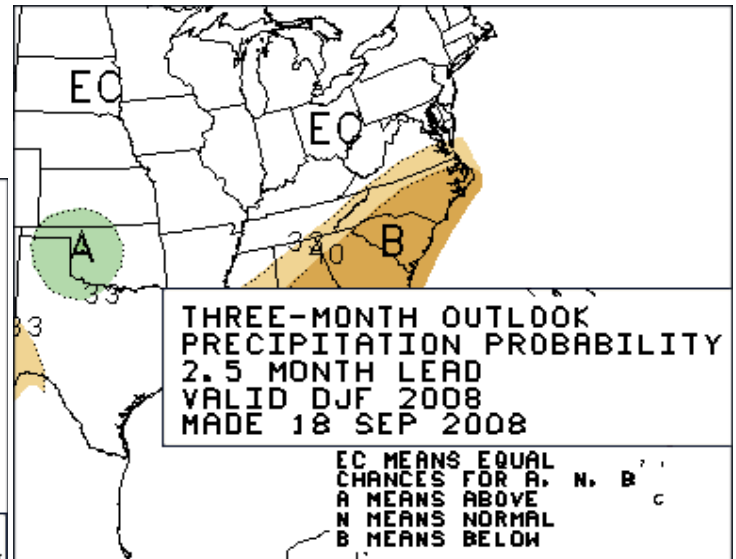 EC
EC
A
B
33
40
33
33
THREE-MONTH OUTLOOK
PRECIPITATION PROBABILITY
2.5 MONTH LEAD
VALID DJF 2008
MADE 18 SEP 2008
EC MEANS EQUAL
CHANCES FOR A, N, B
A MEANS ABOVE
N MEANS NORMAL
B MEANS BELOW
C